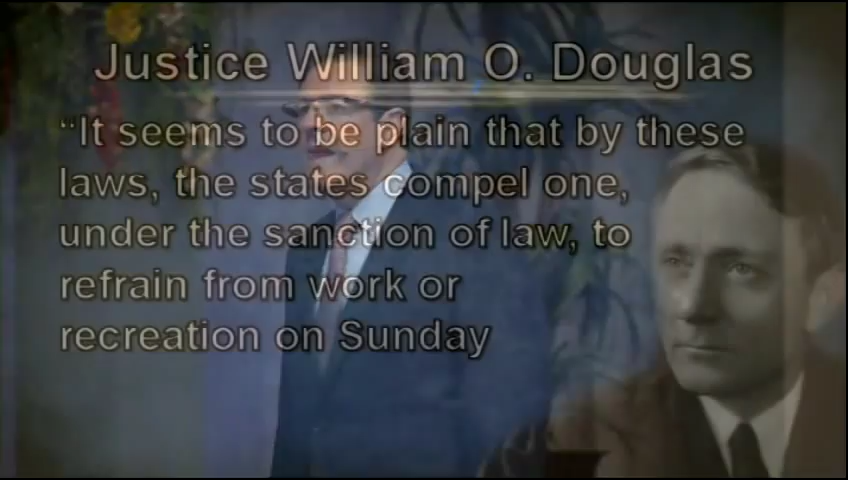 Justice William O. Douglas
“It seems to be plain that by these
laws, the states compel one,
under the sanction of law, to
refrain from work or
recreation on Sunday